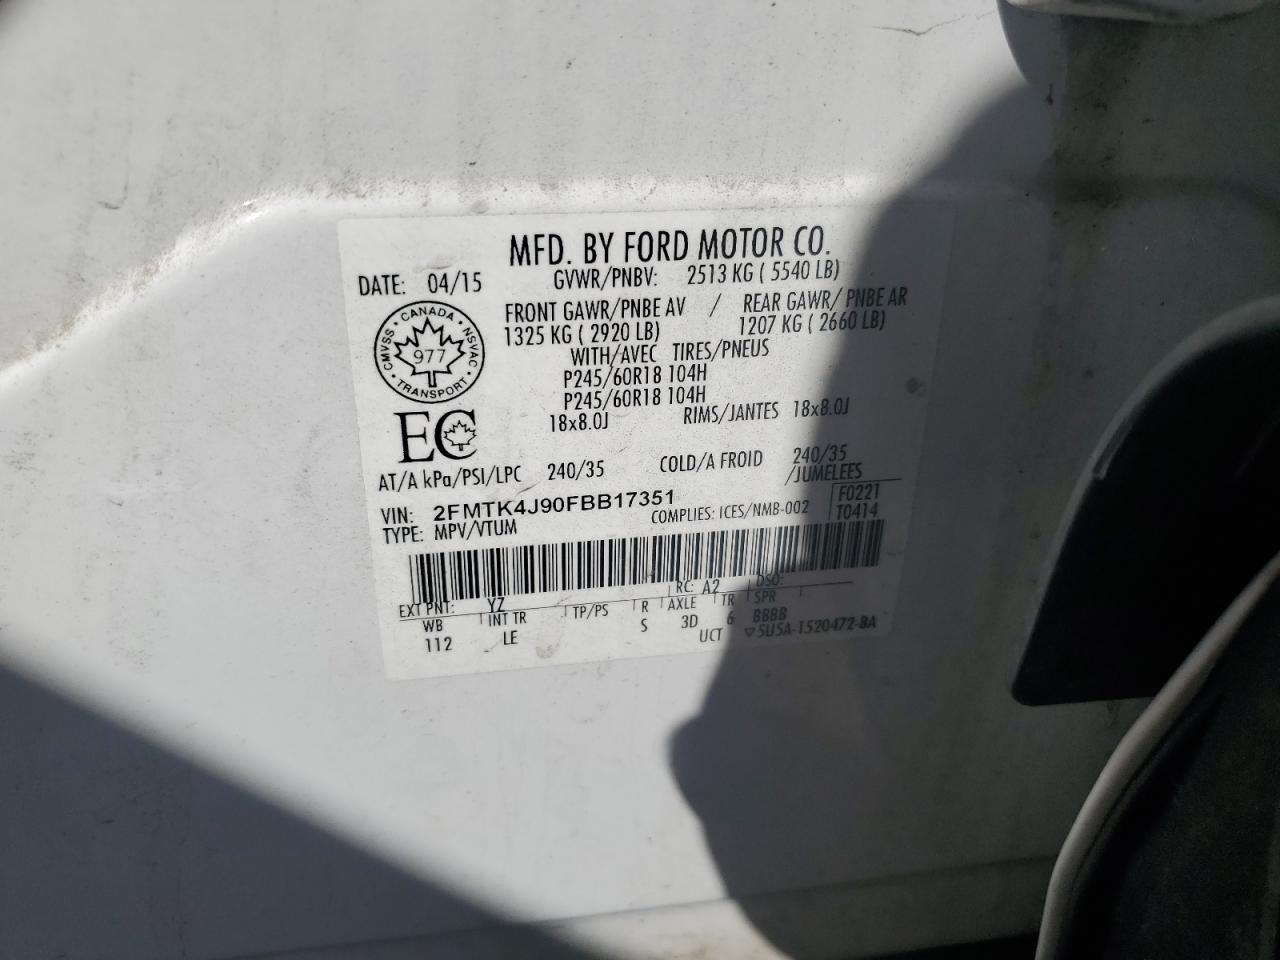 MFD. BY FORD MOTOR CO.
DATE: 04/15 GVWR/PNBV: 2513 KG ( 5540 LB)
FRONT GAWR/PNBE AV / REAR GAWR/ PNBE AR
1325 KG ( 2920 LB) 1207 KG ( 2660 LB)
CANADA
CMVSS NSVAC
977
TRANSPORT
WITH/AVEC TIRES/PNEUS
P245/60R18 104H
P245/60R18 104H
EC
18x8.0J RIMS/JANTES 18x8.0J
AT/A kPa/PSI/LPC 240/35 COLD/A FROID 240/35
/JUMELEES
VIN: 2FMTK4J90FBB17351 F0221
TYPE: MPV/VTUM COMPLIES: ICES/NMB-002 T0414
EXT PNT: YZ RC: A2 DSO:
WB INT TR TP/PS R AXLE TR SPR
112 LE S 3D 6 BBBB
UCT 5U5A-1520472-BA